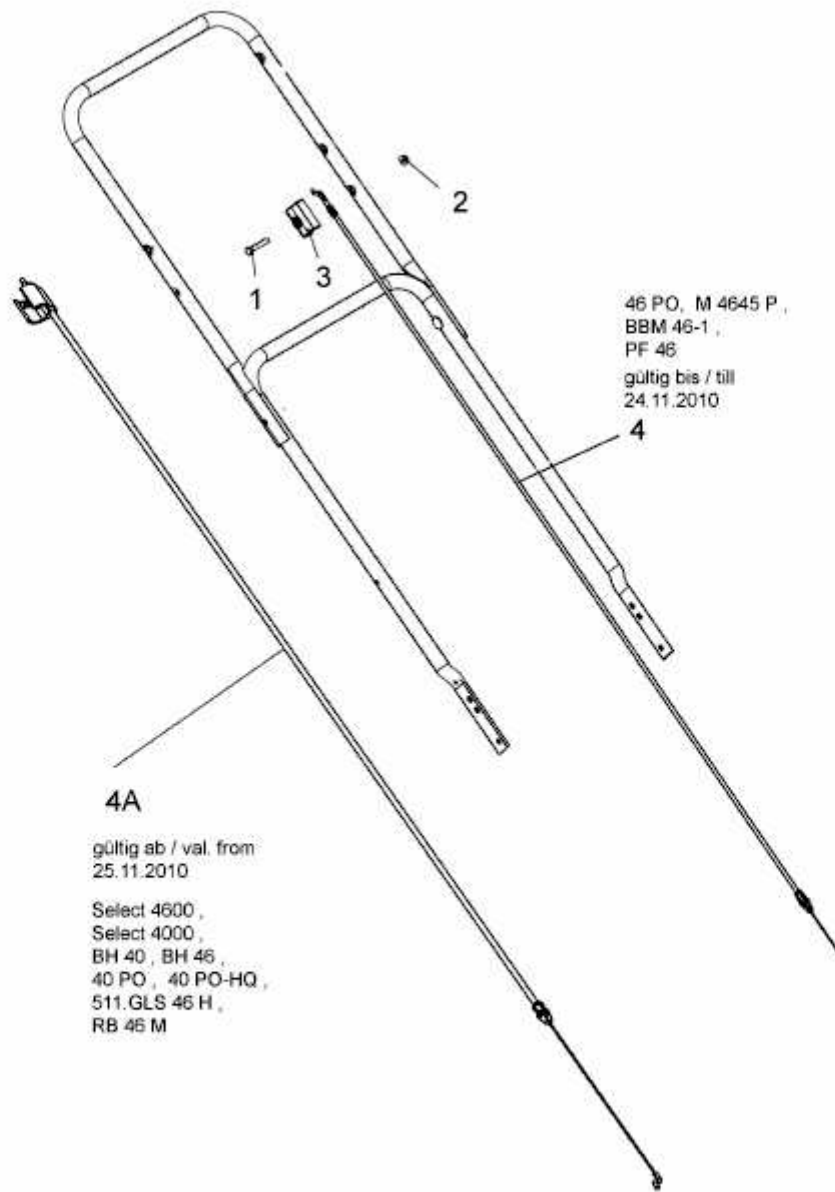 2
3
1
46 PO, M 4645 P ,
BBM 46-1 ,
PF 46
gültig bis / till
24.11.2010
4
4A
gültig ab / val. from
25.11.2010
Select 4600 ,
Select 4000 ,
BH 40 , BH 46 ,
40 PO , 40 PO-HQ ,
511.GLS 46 H ,
RB 46 M